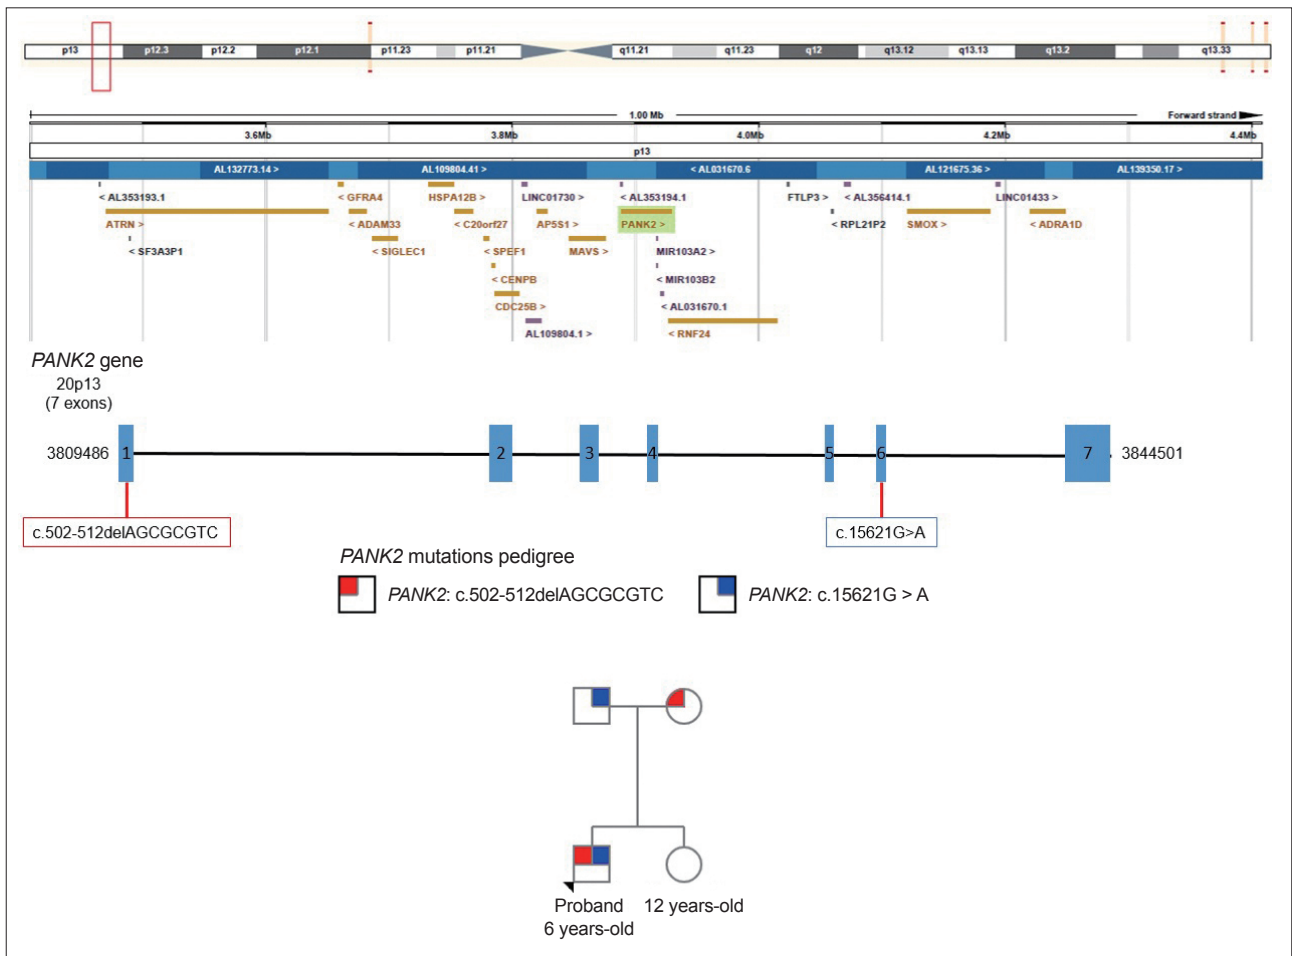 p13 p12.3 p12.2 p12.1 p11.23 p11.21 q11.21 q11.23 q12 q13.12 q13.13 q13.2 q13.33
1.00 Mb Forward strand
3.6Mb 3.8Mb 4.0Mb 4.2Mb 4.4Mb
p13
AL132773.14 > AL109804.41 > < AL031670.6 AL121675.36 > AL139350.17 >
< AL353193.1 < GFRA4 HSPA12B > LINC01730 > < AL353194.1 FTLP3 > < AL356414.1 LINC01433 >
ATRN > < ADAM33 < C20orf27 AP5S1 > PANK2 > < RPL21P2 SMOX > < ADRA1D
< SF3A3P1 < SIGLEC1 < SPEF1 MAVS > MIR103A2 >
< CENPB < MIR103B2
CDC25B > < AL031670.1
AL109804.1 > < RNF24
PANK2 gene
20p13
(7 exons)
3809486 1 2 3 4 5 6 7 3844501
c.502-512delAGCGCGTC c.15621G>A
PANK2 mutations pedigree
PANK2: c.502-512delAGCGCGTC PANK2: c.15621G > A
Proband 12 years-old
6 years-old